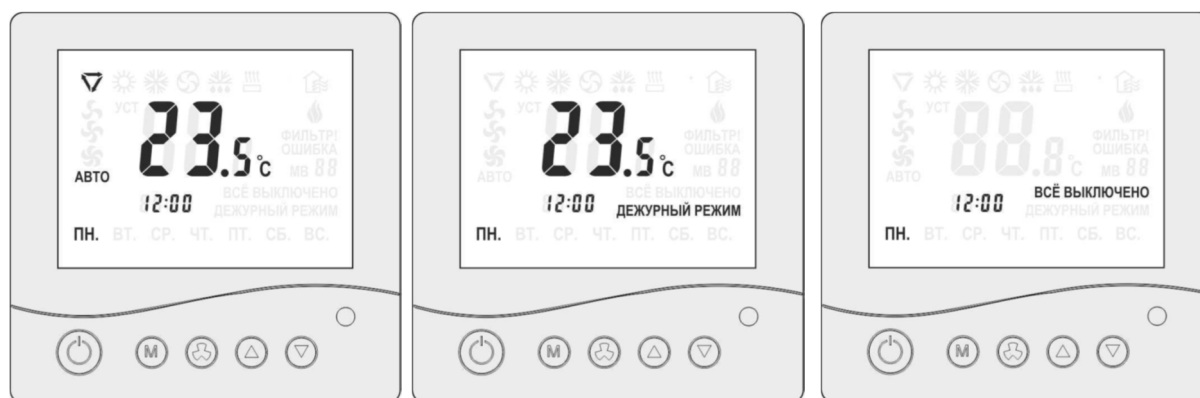 УСТ
23.5°C
ФИЛЬТР!
ОШИБКА
АВТО
МВ 88
ВСЁ ВЫКЛЮЧЕНО
12:00
ДЕЖУРНЫЙ РЕЖИМ
ПН. ВТ. СР. ЧТ. ПТ. СБ. ВС.
M
УСТ
23.5°C
ФИЛЬТР!
ОШИБКА
АВТО
МВ 88
ВСЁ ВЫКЛЮЧЕНО
12:00
ДЕЖУРНЫЙ РЕЖИМ
ПН. ВТ. СР. ЧТ. ПТ. СБ. ВС.
M
УСТ
88.8°C
ФИЛЬТР!
ОШИБКА
АВТО
МВ 88
ВСЁ ВЫКЛЮЧЕНО
12:00
ДЕЖУРНЫЙ РЕЖИМ
ПН. ВТ. СР. ЧТ. ПТ. СБ. ВС.
M